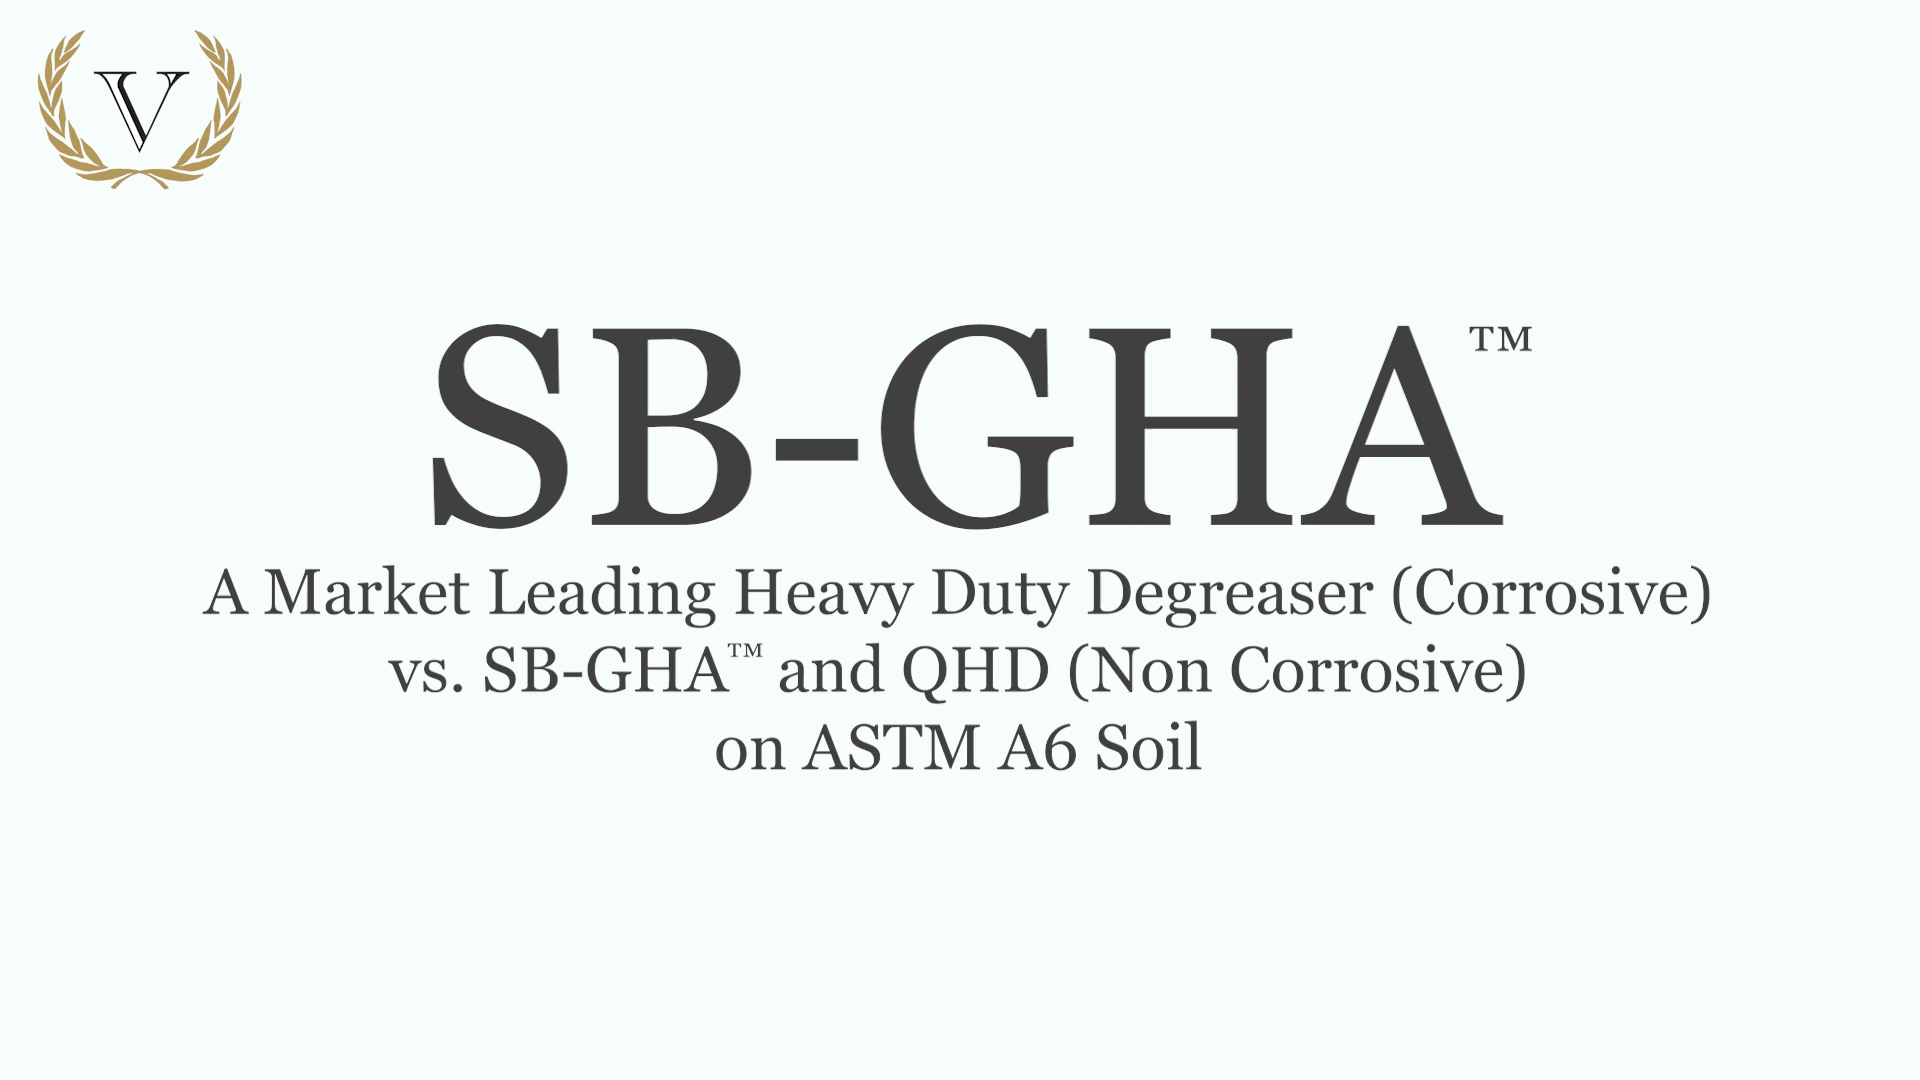 V
SB-GHA™
A Market Leading Heavy Duty Degreaser (Corrosive)
vs. SB-GHA™ and QHD (Non Corrosive)
on ASTM A6 Soil